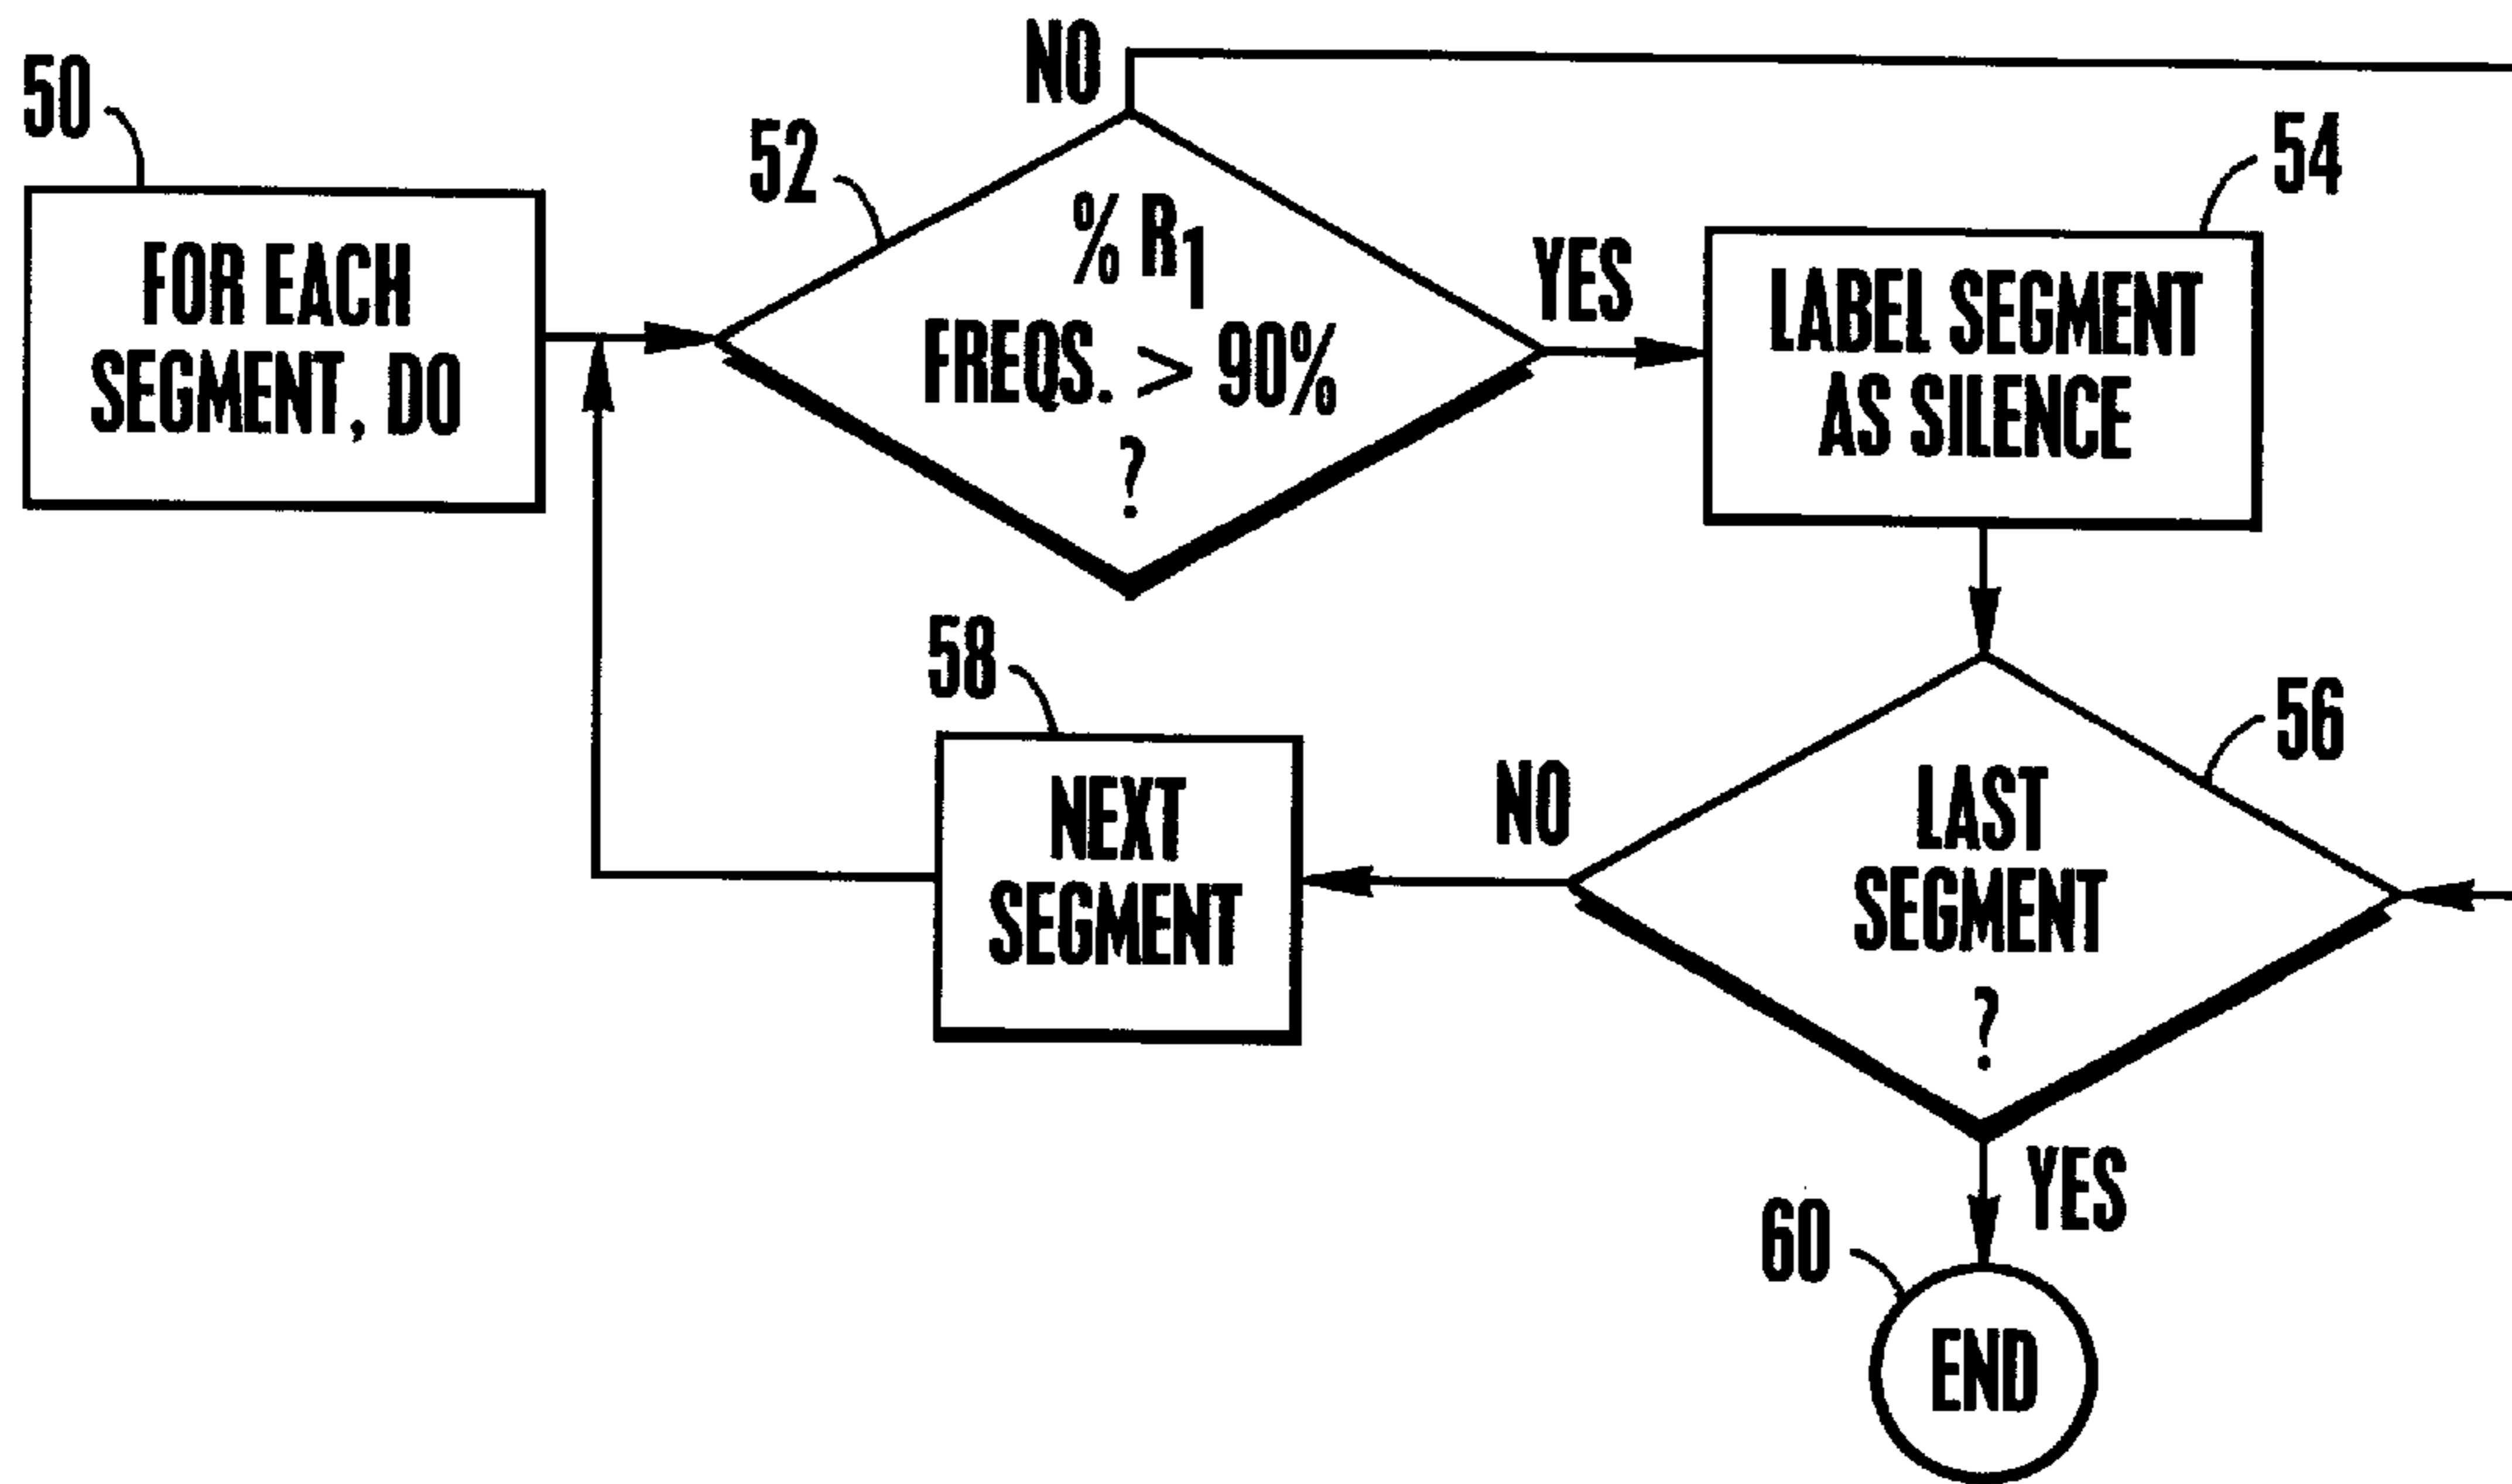 50
FOR EACH
SEGMENT, DO
52
NO
% R1
FREQS. > 90%
?
YES
54
LABEL SEGMENT
AS SILENCE
56
LAST
SEGMENT
?
NO
58
NEXT
SEGMENT
YES
60
END